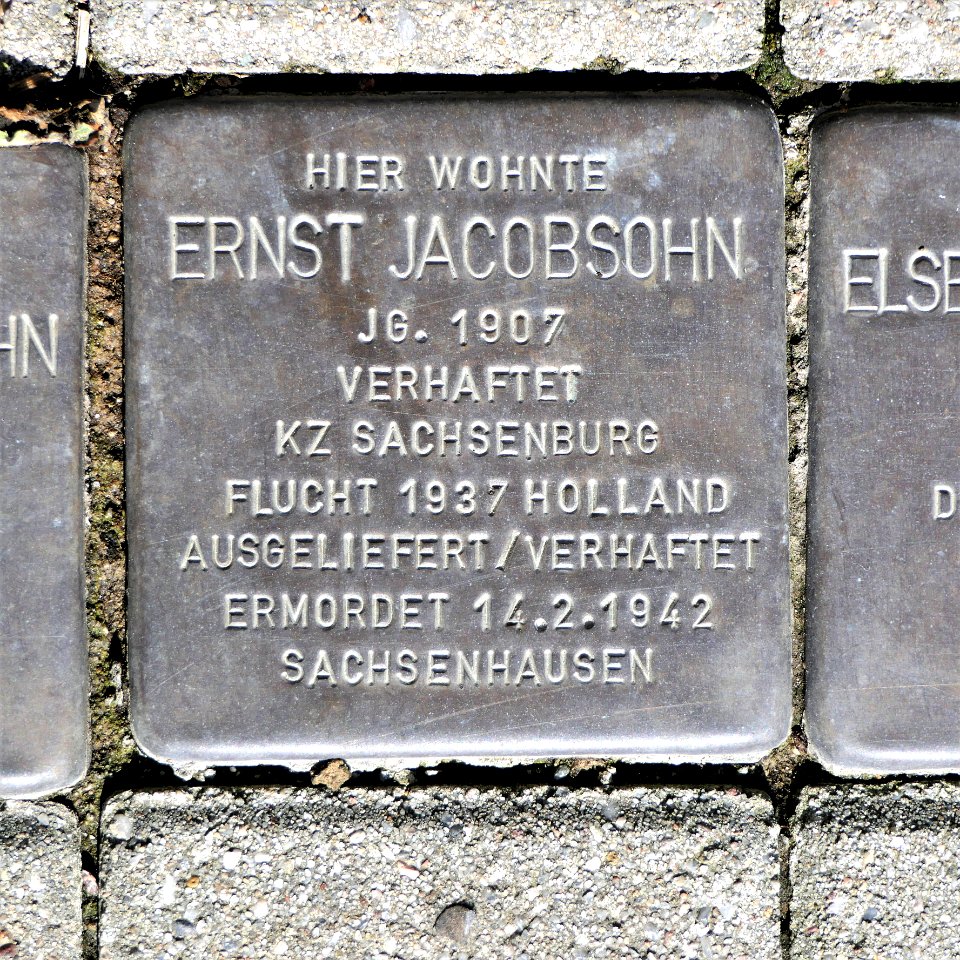 HIER WOHNTE
ERNST JACOBSOHN
JG. 1907
VERHAFTET
KZ SACHSENBURG
FLUCHT 1937 HOLLAND
AUSGELIEFERT/VERHAFTET
ERMORDET 14.2.1942
SACHSENHAUSEN